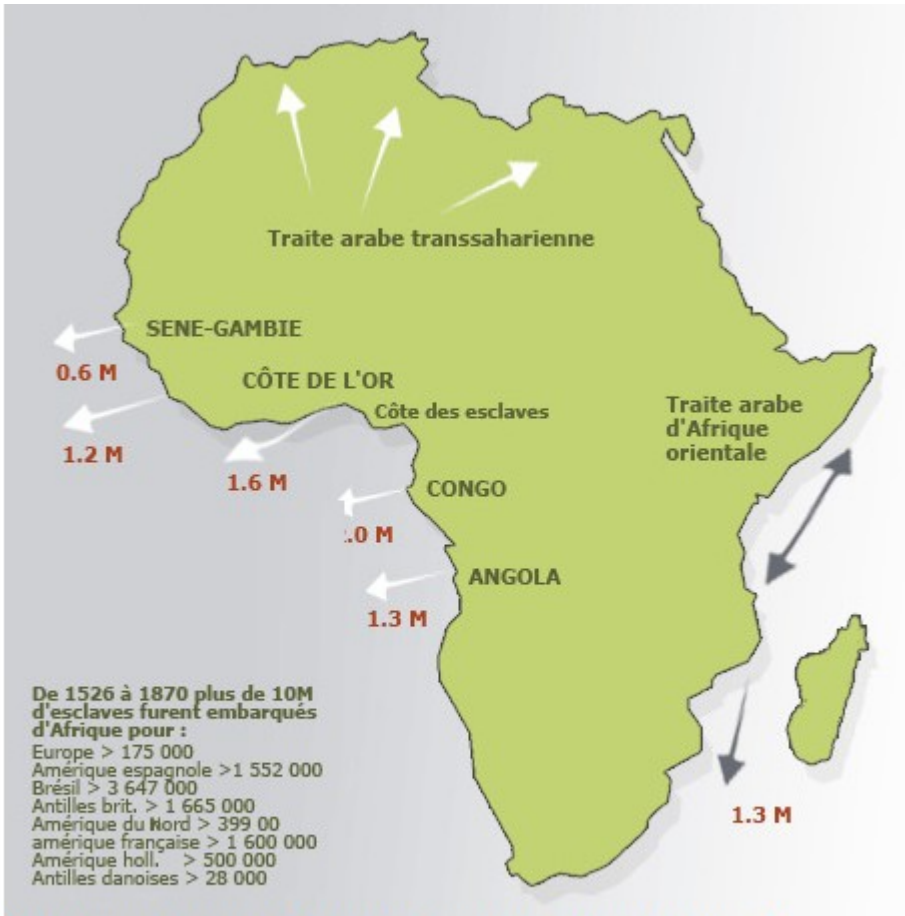 Traite arabe transsaharienne
SENE-GAMBIE
0.6 M
CÔTE DE L'OR
Côte des esclaves
1.2 M
1.6 M
Traite arabe
d'Afrique
orientale
CONGO
.0 M
ANGOLA
1.3 M
1.3 M
De 1526 à 1870 plus de 10M
d'esclaves furent embarqués
d'Afrique pour :
Europe > 175 000
Amérique espagnole >1 552 000
Brésil > 3 647 000
Antilles brit. > 1 665 000
Amérique du Nord > 399 00
amérique française > 1 600 000
Amérique holl. > 500 000
Antilles danoises > 28 000